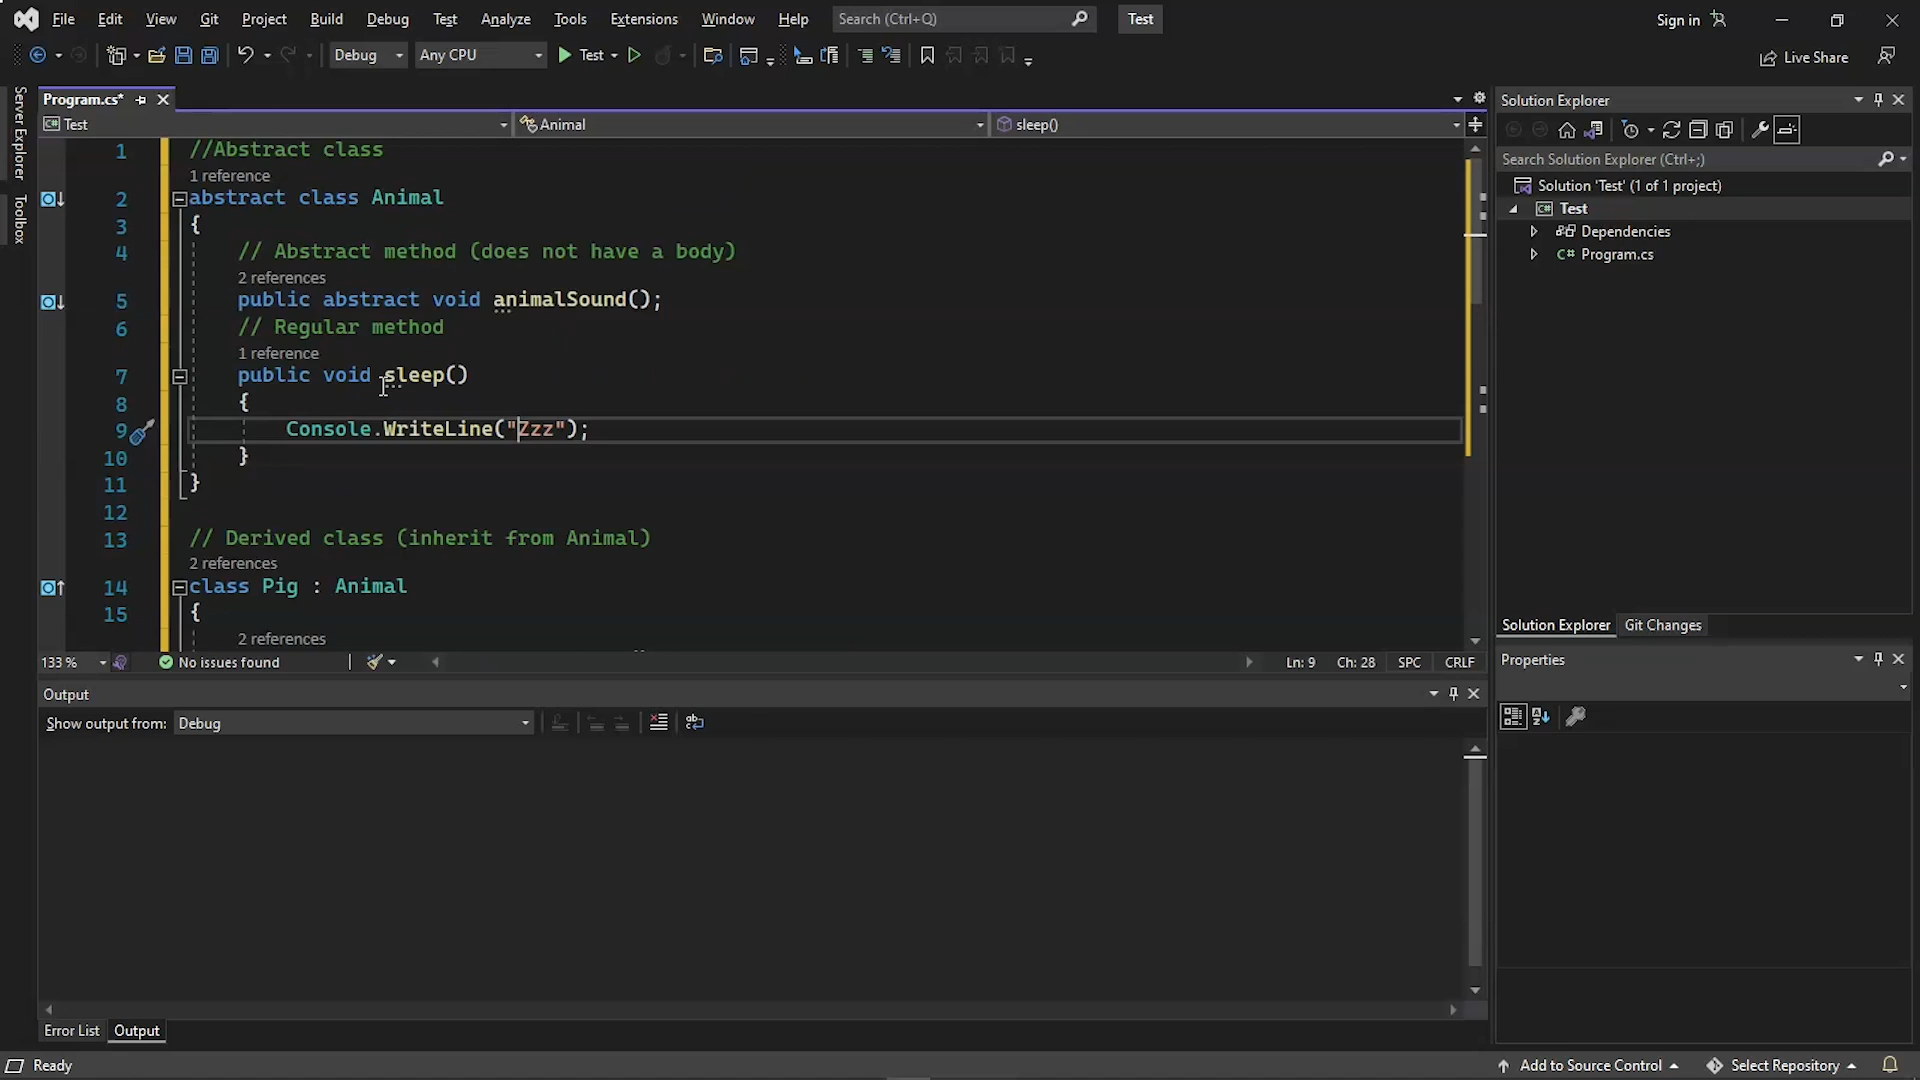 File Edit View Git Project Build Debug Test Analyze Tools Extensions Window Help Search (Ctrl+Q) Test Sign in
Debug Any CPU Test Live Share
Server Explorer
Toolbox
Program.cs*
Test Animal sleep()
1 //Abstract class
1 reference
2 abstract class Animal
3 {
4 // Abstract method (does not have a body)
2 references
5 public abstract void animalSound();
6 // Regular method
1 reference
7 public void sleep()
8 {
9 Console.WriteLine("Zzz");
10 }
11 }
12
13 // Derived class (inherit from Animal)
2 references
14 class Pig : Animal
15 {
2 references
133 % No issues found Ln: 9 Ch: 28 SPC CRLF
Output
Show output from: Debug
Error List Output
Solution Explorer
Search Solution Explorer (Ctrl+;)
Solution 'Test' (1 of 1 project)
C# Test
Dependencies
C# Program.cs
Solution Explorer Git Changes
Properties
Ready Add to Source Control Select Repository